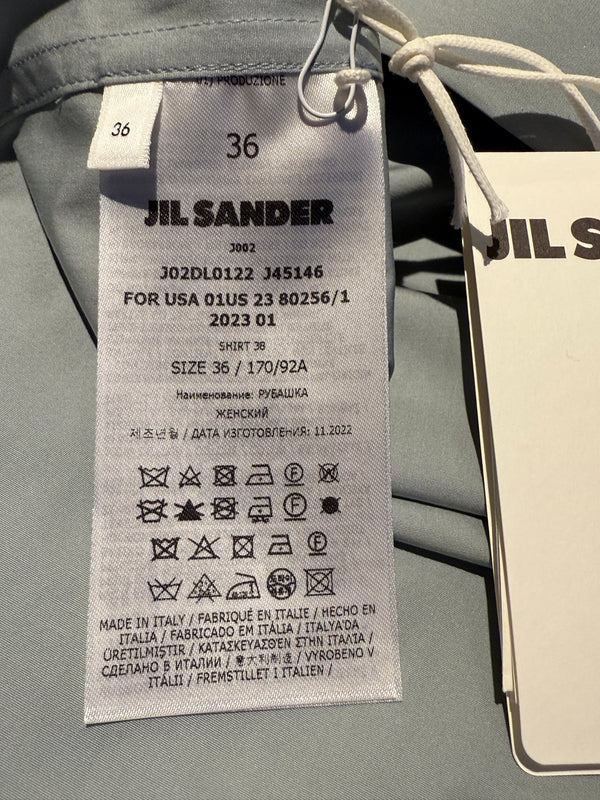 PRODUZIONE
36
36
JIL SANDER
J002
J02DL0122 J45146
FOR USA 01US 23 80256/1
2023 01
SHIRT 38
SIZE 36 / 170/92A
Наименование: РУБАШКА
ЖЕНСКИЙ
제조년월 / ДАТА ИЗГОТОВЛЕНИЯ: 11.2022
F W
F
F
드라이
MADE IN ITALY / FABRIQUÉ EN ITALIE / HECHO EN
ITALIA / FABRICADO EM ITÁLIA / ITALYA'DA
ÜRETILMIŞTIR / ΚΑΤΑΣΚΕΥΑΣΘΕΝ ΣΤΗΝ ΙΤΑΛΙΑ /
СДЕЛАНО В ИТАЛИИ / 意大利制造 / VYROBENO V
ITÁLII / FREMSTILLET I ITALIEN /
JIL S